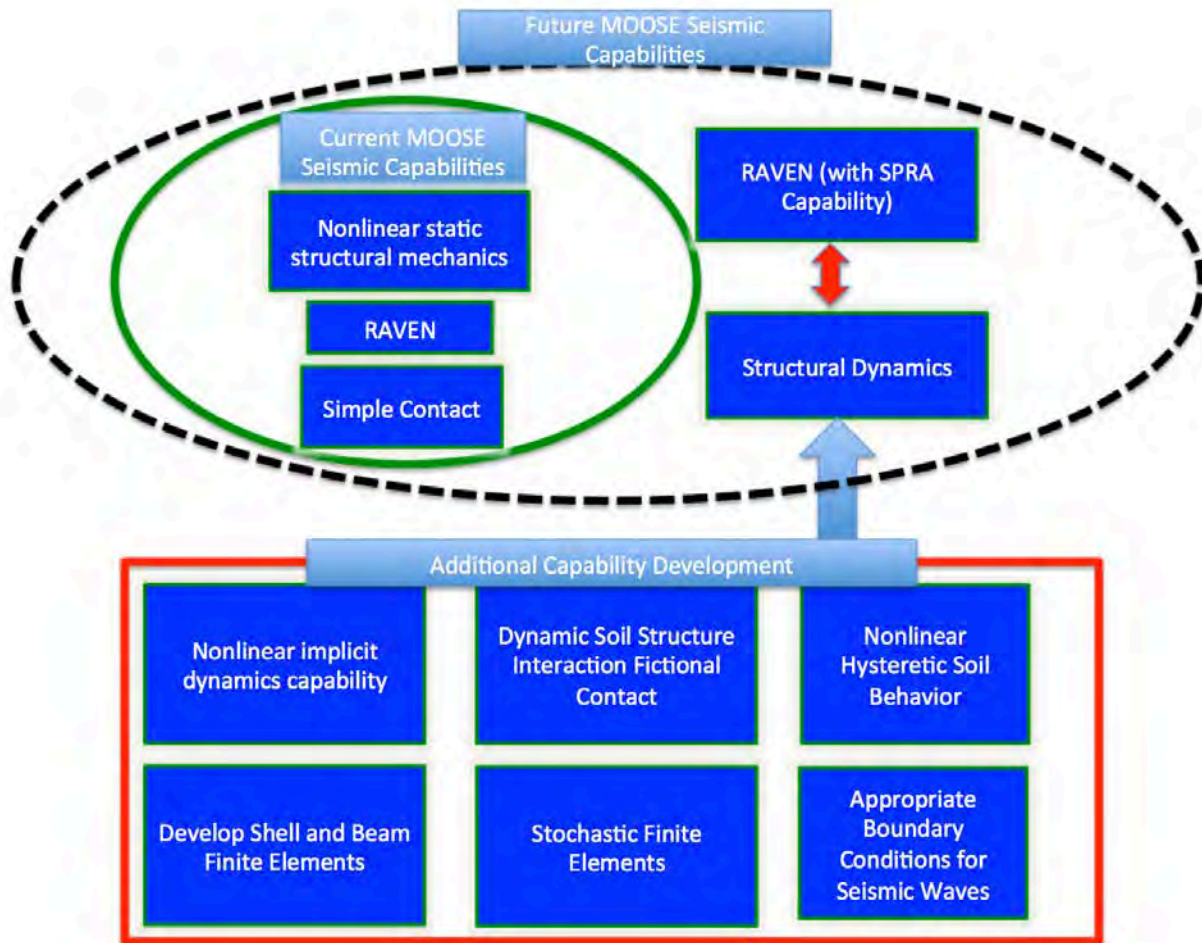 Future MOOSE Seismic
Capabilities
Current MOOSE
Seismic Capabilities
Nonlinear static
structural mechanics
RAVEN
Simple Contact
RAVEN (with SPRA
Capability)
Structural Dynamics
Additional Capability Development
Nonlinear implicit
dynamics capability
Dynamic Soil Structure
Interaction Fictional
Contact
Nonlinear
Hysteretic Soil
Behavior
Develop Shell and Beam
Finite Elements
Stochastic Finite
Elements
Appropriate
Boundary
Conditions for
Seismic Waves